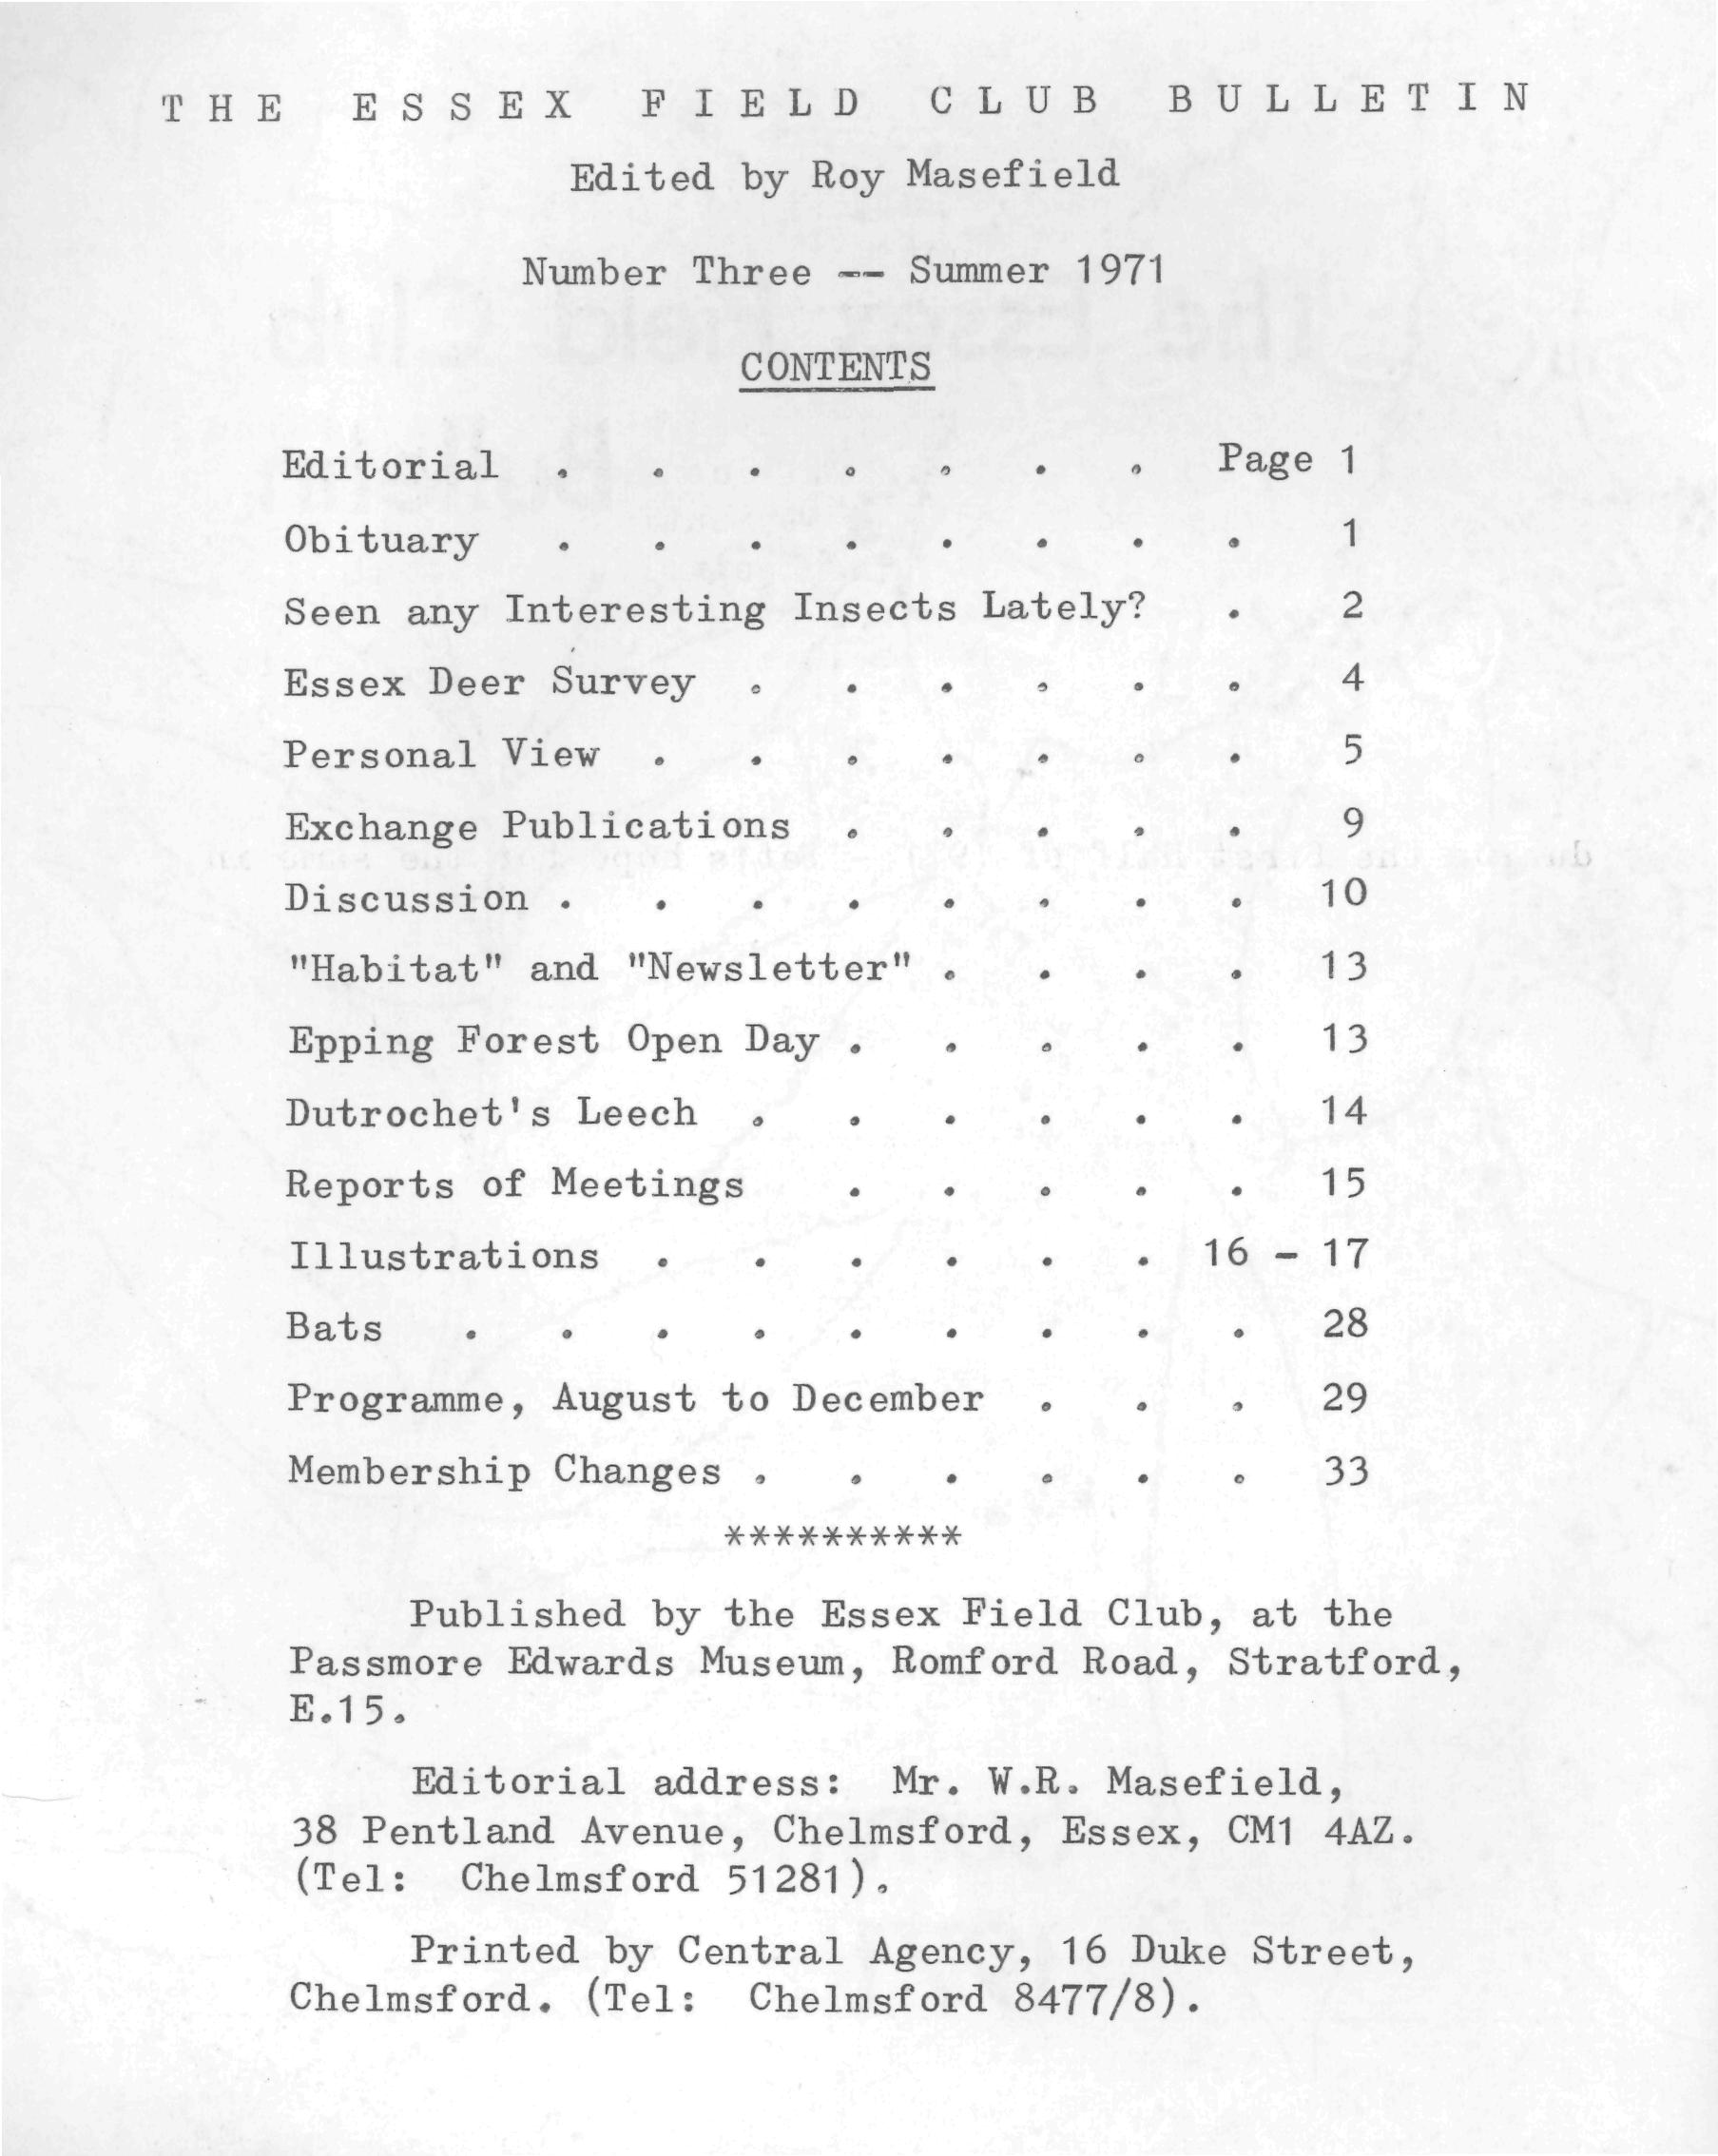 THE ESSEX FIELD CLUB BULLETIN
Edited by Roy Masefield
Number Three -- Summer 1971
CONTENTS
Editorial . . . . . . . Page 1
Obituary . . . . . . . . 1
Seen any Interesting Insects Lately? . 2
Essex Deer Survey . . . . . . 4
Personal View . . . . . . . 5
Exchange Publications . . . . . 9
Discussion . . . . . . . . 10
"Habitat" and "Newsletter" . . . . 13
Epping Forest Open Day . . . . . 13
Dutrochet's Leech . . . . . . 14
Reports of Meetings . . . . . 15
Illustrations . . . . . . 16 - 17
Bats . . . . . . . . . 28
Programme, August to December . . . 29
Membership Changes . . . . . . 33
**********
Published by the Essex Field Club, at the
Passmore Edwards Museum, Romford Road, Stratford,
E.15.
Editorial address: Mr. W.R. Masefield,
38 Pentland Avenue, Chelmsford, Essex, CM1 4AZ.
(Tel: Chelmsford 51281).
Printed by Central Agency, 16 Duke Street,
Chelmsford. (Tel: Chelmsford 8477/8).